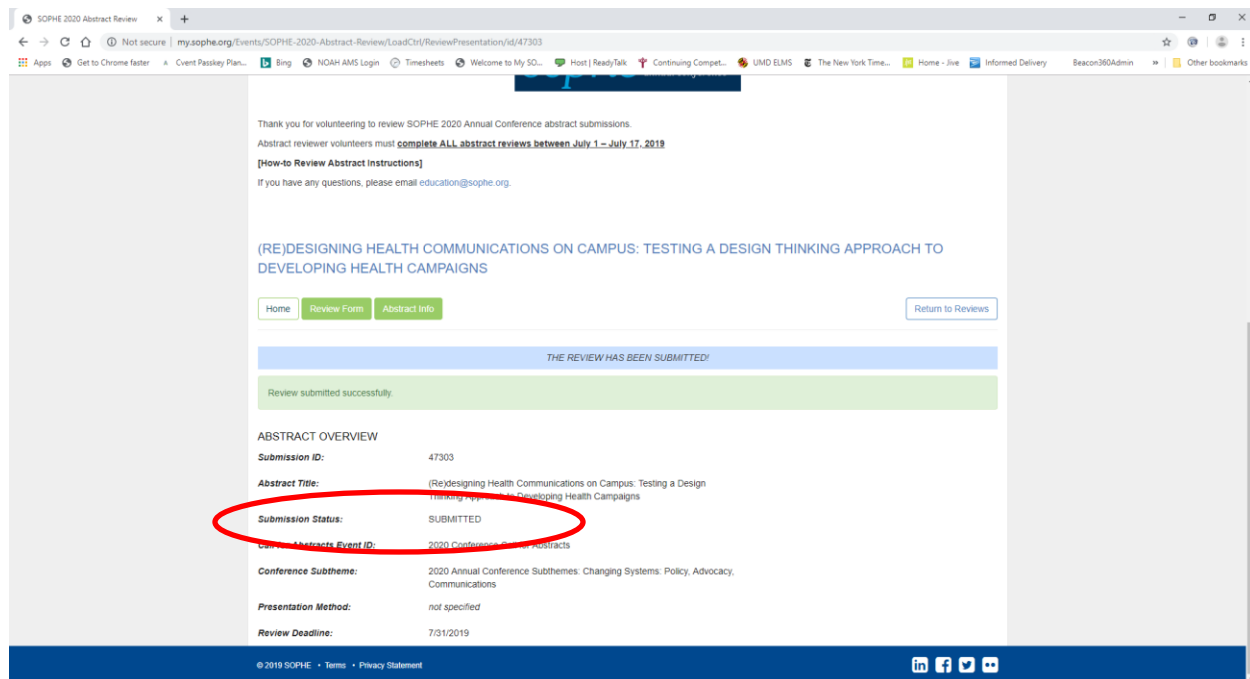 SOPHE 2020 Abstract Review
Not secure | my.sophe.org/Events/SOPHE-2020-Abstract-Review/LoadCtrl/ReviewPresentation/id/47303
Apps Get to Chrome faster Cvent Passkey Plan... Bing NOAH AMS Login Timesheets Welcome to My SO... Host | ReadyTalk Continuing Compet... UMD ELMS The New York Time... Home - Jive Informed Delivery Beacon360Admin » Other bookmarks
Thank you for volunteering to review SOPHE 2020 Annual Conference abstract submissions.
Abstract reviewer volunteers must complete ALL abstract reviews between July 1 – July 17, 2019
[How-to Review Abstract Instructions]
If you have any questions, please email education@sophe.org.
(RE)DESIGNING HEALTH COMMUNICATIONS ON CAMPUS: TESTING A DESIGN THINKING APPROACH TO
DEVELOPING HEALTH CAMPAIGNS
Home Review Form Abstract Info Return to Reviews
THE REVIEW HAS BEEN SUBMITTED!
Review submitted successfully.
ABSTRACT OVERVIEW
Submission ID: 47303
Abstract Title: (Re)designing Health Communications on Campus: Testing a Design
Thinking Approach to Developing Health Campaigns
Submission Status: SUBMITTED
Call for Abstracts Event ID: 2020 Conference Call for Abstracts
Conference Subtheme: 2020 Annual Conference Subthemes: Changing Systems: Policy, Advocacy,
Communications
Presentation Method: not specified
Review Deadline: 7/31/2019
© 2019 SOPHE • Terms • Privacy Statement